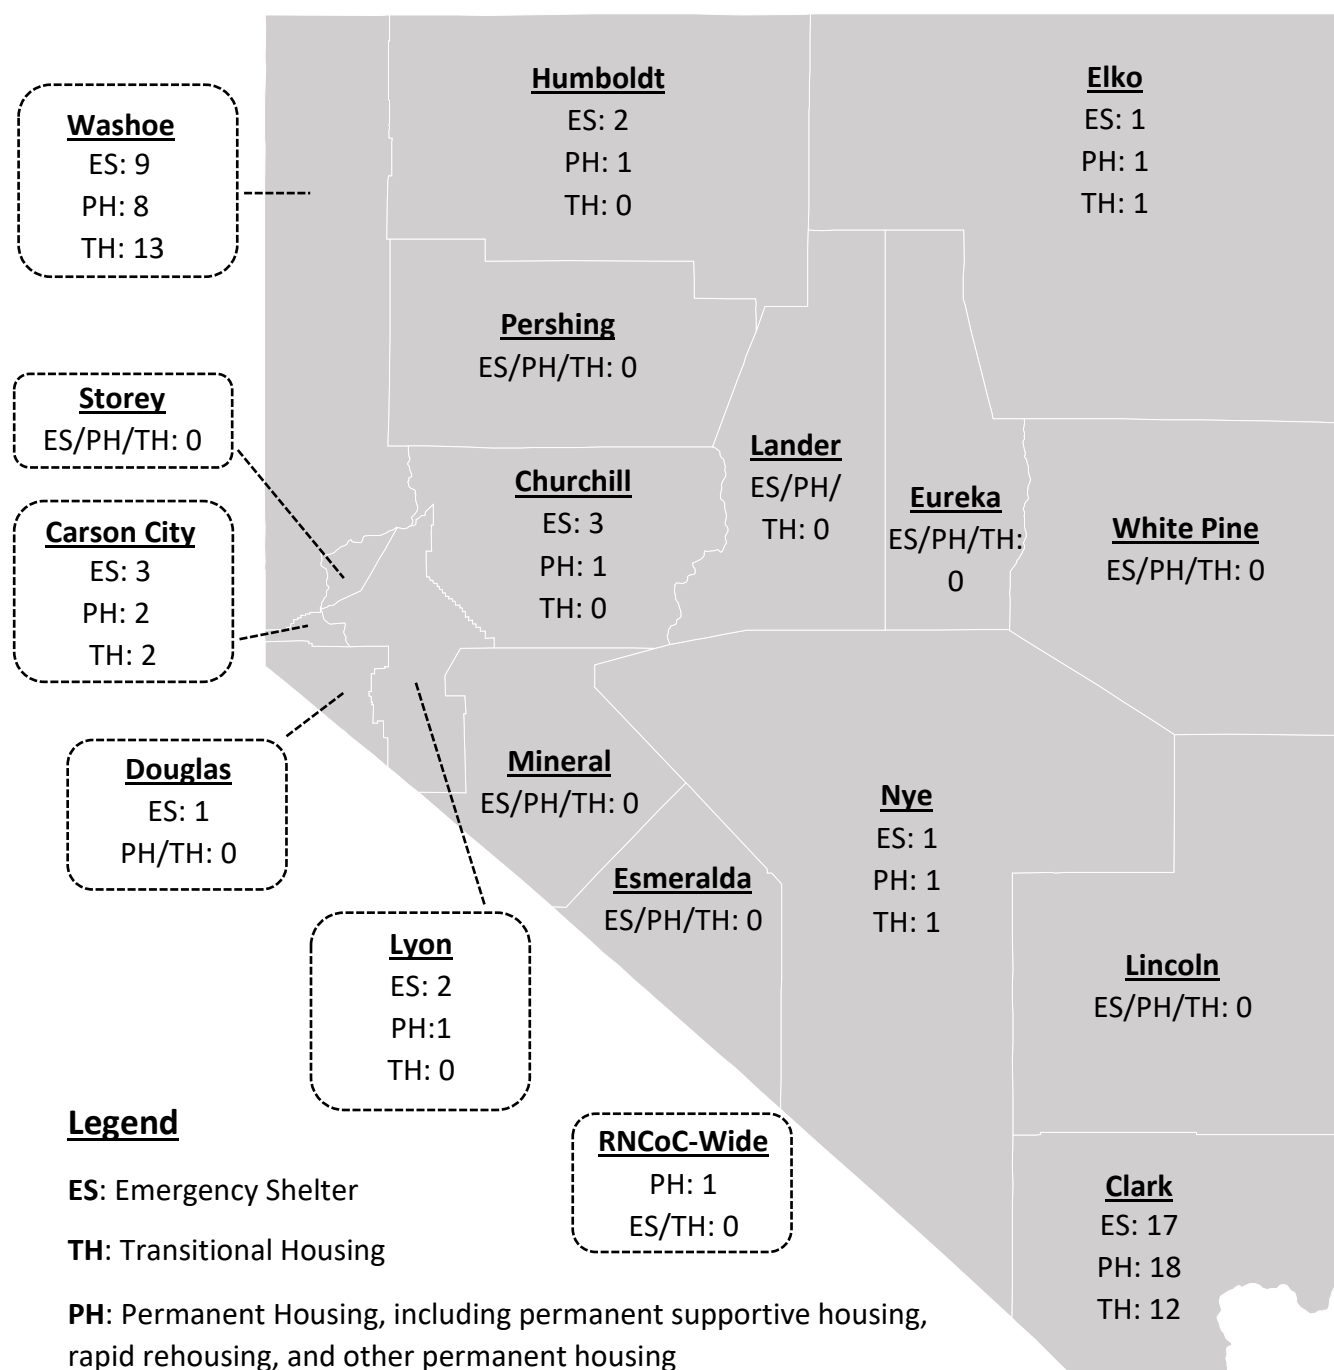 Humboldt
ES: 2
PH: 1
TH: 0
Elko
ES: 1
PH: 1
TH: 1
Washoe
ES: 9
PH: 8
TH: 13
Pershing
ES/PH/TH: 0
Storey
ES/PH/TH: 0
Churchill
ES: 3
PH: 1
TH: 0
Lander
ES/PH/
TH: 0
Eureka
ES/PH/TH:
0
White Pine
ES/PH/TH: 0
Carson City
ES: 3
PH: 2
TH: 2
Douglas
ES: 1
PH/TH: 0
Mineral
ES/PH/TH: 0
Nye
ES: 1
PH: 1
TH: 1
Esmeralda
ES/PH/TH: 0
Lyon
ES: 2
PH:1
TH: 0
Lincoln
ES/PH/TH: 0
RNCoC-Wide
PH: 1
ES/TH: 0
Clark
ES: 17
PH: 18
TH: 12
Legend
ES: Emergency Shelter
TH: Transitional Housing
PH: Permanent Housing, including permanent supportive housing,
rapid rehousing, and other permanent housing